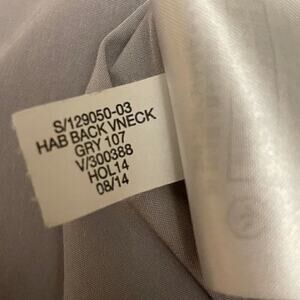 S/129050-03
HAB BACK VNECK
GRY 107
V/300388
HOL14
08/14